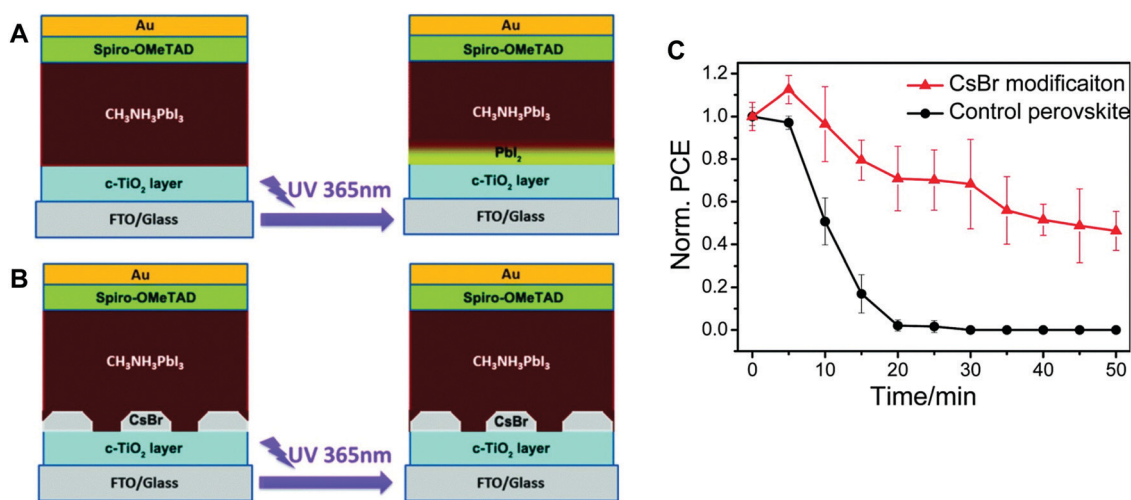 A
Au
Spiro-OMeTAD
CH₃NH₃PbI₃
c-TiO₂ layer
FTO/Glass
UV 365nm
Au
Spiro-OMeTAD
CH₃NH₃PbI₃
PbI₂
c-TiO₂ layer
FTO/Glass
B
Au
Spiro-OMeTAD
CH₃NH₃PbI₃
CsBr
c-TiO₂ layer
FTO/Glass
UV 365nm
Au
Spiro-OMeTAD
CH₃NH₃PbI₃
CsBr
c-TiO₂ layer
FTO/Glass
C
CsBr modificaiton
Control perovskite
Norm. PCE
1.2
1.0
0.8
0.6
0.4
0.2
0.0
0 10 20 30 40 50
Time/min